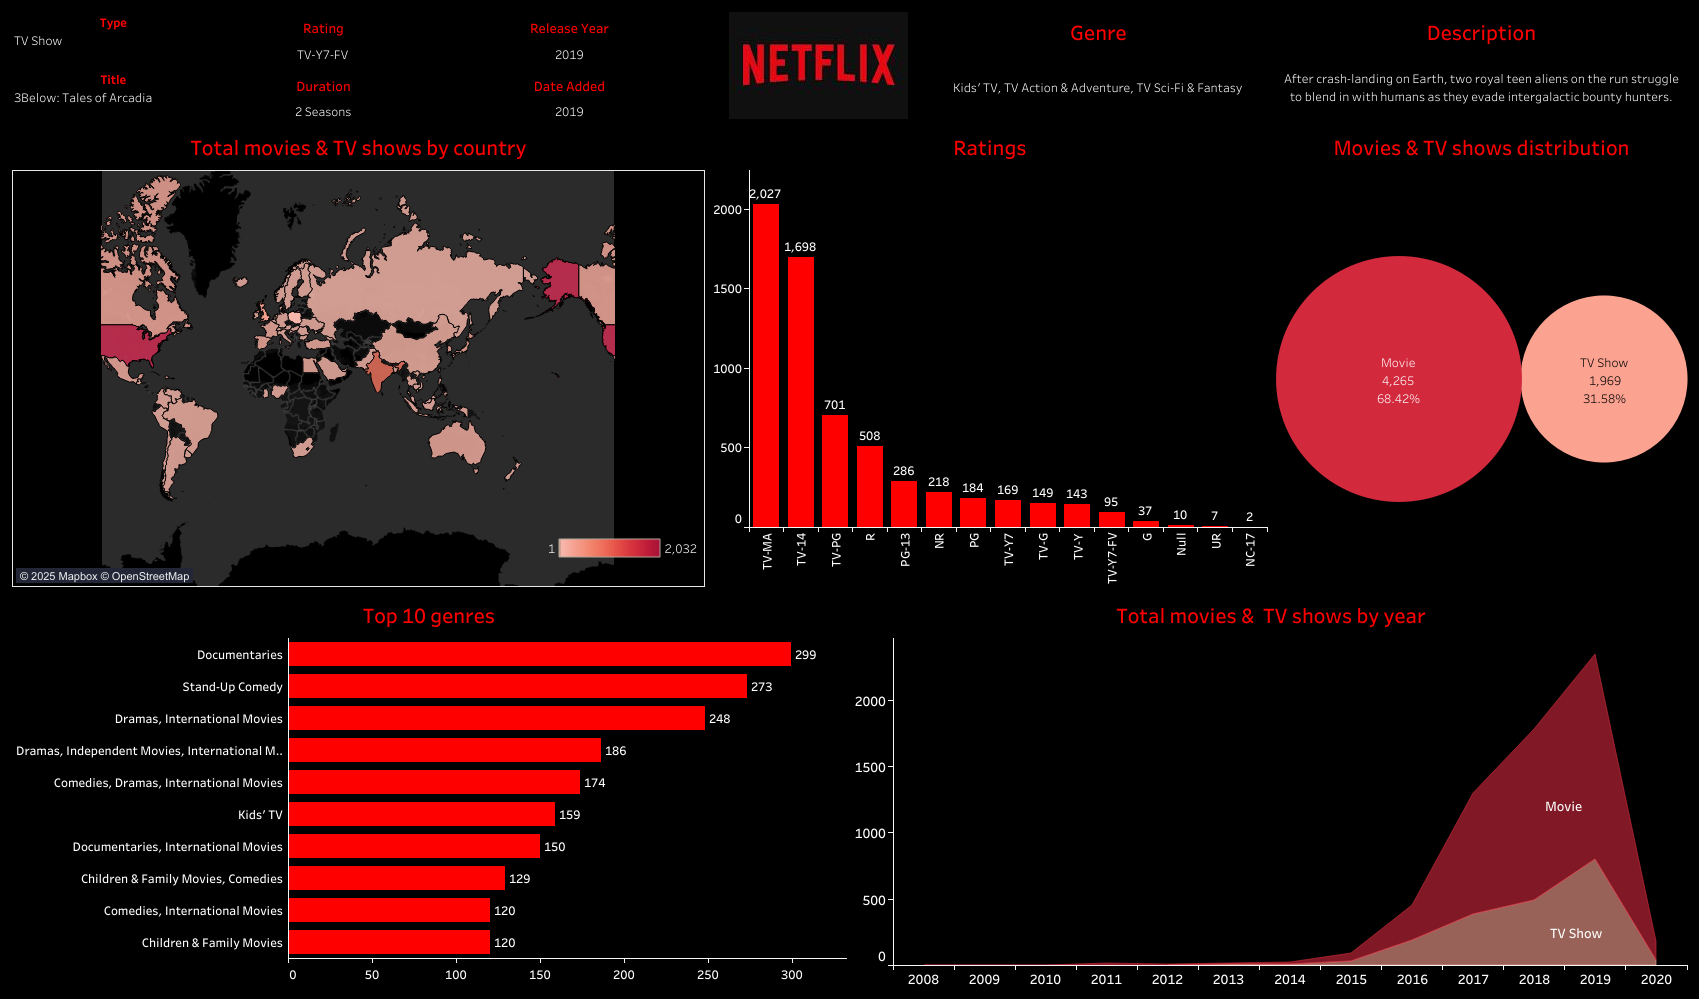 Type
TV Show
Title
3Below: Tales of Arcadia
Rating
TV-Y7-FV
Duration
2 Seasons
Release Year
2019
Date Added
2019
NETFLIX
Genre
Kids’ TV, TV Action & Adventure, TV Sci-Fi & Fantasy
Description
After crash-landing on Earth, two royal teen aliens on the run struggle
to blend in with humans as they evade intergalactic bounty hunters.
Total movies & TV shows by country
1
2,032
© 2025 Mapbox © OpenStreetMap
Ratings
2000
1500
1000
500
0
2,027
1,698
701
508
286
218
184
169
149
143
95
37
10
7
2
TV-MA
TV-14
TV-PG
R
PG-13
NR
PG
TV-Y7
TV-G
TV-Y
TV-Y7-FV
G
Null
UR
NC-17
Movies & TV shows distribution
Movie
4,265
68.42%
TV Show
1,969
31.58%
Top 10 genres
Documentaries 299
Stand-Up Comedy 273
Dramas, International Movies 248
Dramas, Independent Movies, International M.. 186
Comedies, Dramas, International Movies 174
Kids’ TV 159
Documentaries, International Movies 150
Children & Family Movies, Comedies 129
Comedies, International Movies 120
Children & Family Movies 120
0 50 100 150 200 250 300
Total movies & TV shows by year
2000
1500
1000
500
0
Movie
TV Show
2008 2009 2010 2011 2012 2013 2014 2015 2016 2017 2018 2019 2020